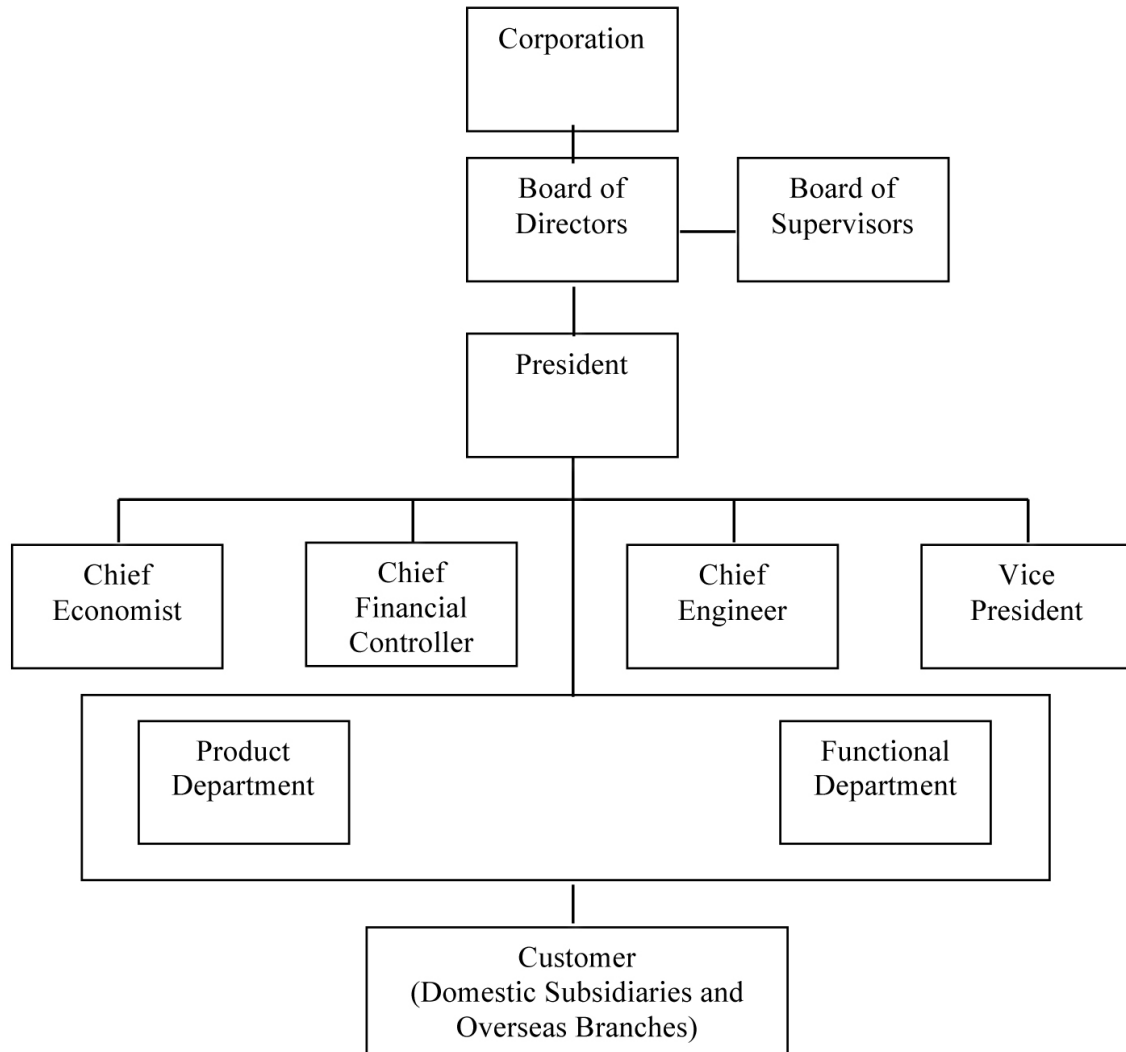 Corporation
Board of
Directors
Board of
Supervisors
President
Chief
Economist
Chief
Financial
Controller
Chief
Engineer
Vice
President
Product
Department
Functional
Department
Customer
(Domestic Subsidiaries and
Overseas Branches)